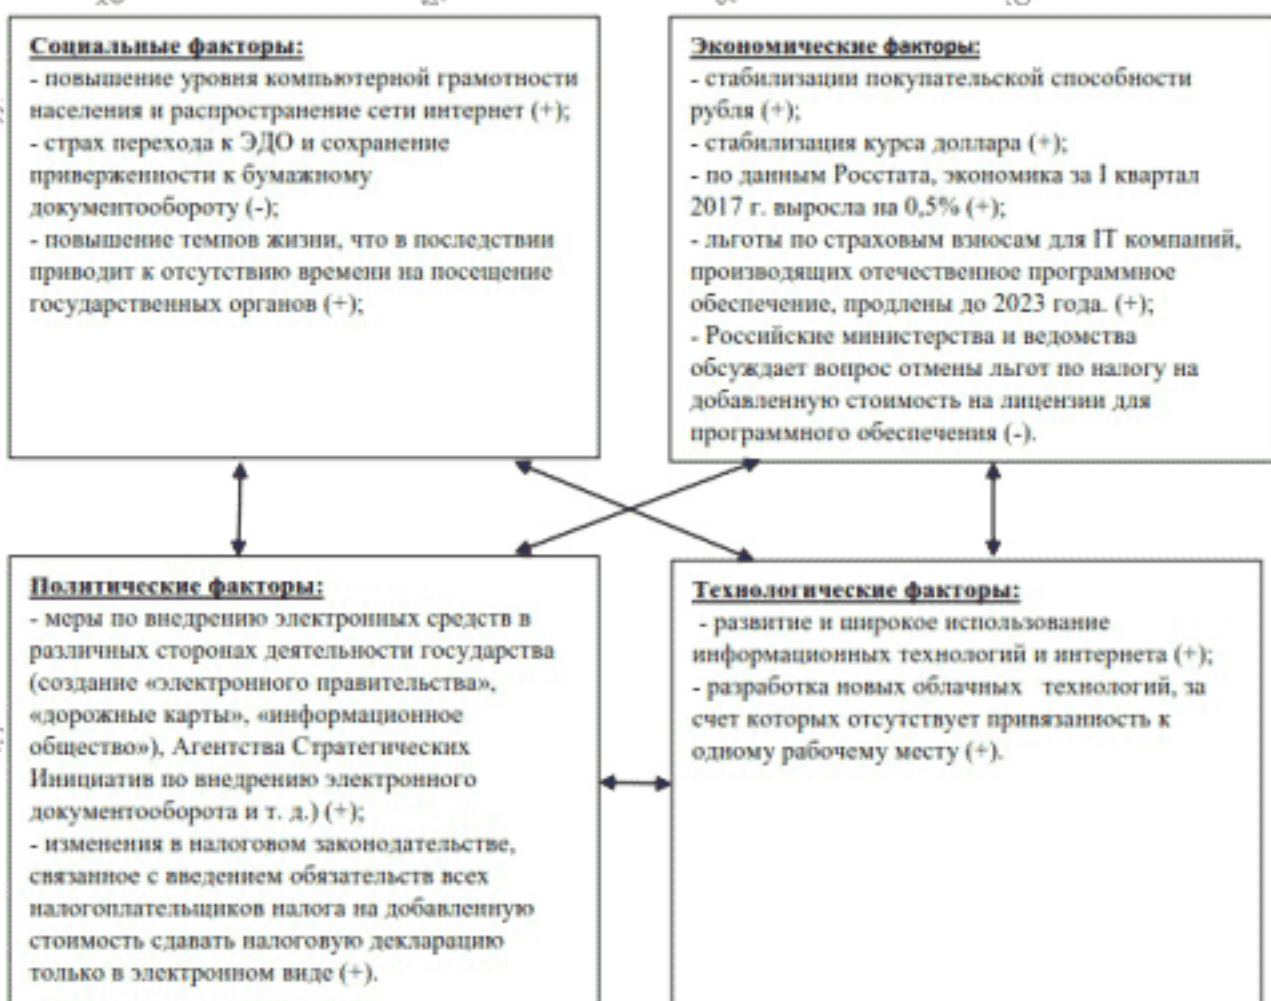 Социальные факторы:
- повышение уровня компьютерной грамотности
населения и распространение сети интернет (+);
- страх перехода к ЭДО и сохранение
приверженности к бумажному
документообороту (-);
- повышение темпов жизни, что в последствии
приводит к отсутствию времени на посещение
государственных органов (+);
Экономические факторы:
- стабилизации покупательской способности
рубля (+);
- стабилизация курса доллара (+);
- по данным Росстата, экономика за I квартал
2017 г. выросла на 0,5% (+);
- льготы по страховым взносам для IT компаний,
производящих отечественное программное
обеспечение, продлены до 2023 года. (+);
- Российские министерства и ведомства
обсуждает вопрос отмены льгот по налогу на
добавленную стоимость на лицензии для
программного обеспечения (-).
Политические факторы:
- меры по внедрению электронных средств в
различных сторонах деятельности государства
(создание «электронного правительства»,
«дорожные карты», «информационное
общество»), Агентства Стратегических
Инициатив по внедрению электронного
документооборота и т. д.) (+);
- изменения в налоговом законодательстве,
связанное с введением обязательств всех
налогоплательщиков налога на добавленную
стоимость сдавать налоговую декларацию
только в электронном виде (+).
Технологические факторы:
- развитие и широкое использование
информационных технологий и интернета (+);
- разработка новых облачных технологий, за
счет которых отсутствует привязанность к
одному рабочему месту (+).